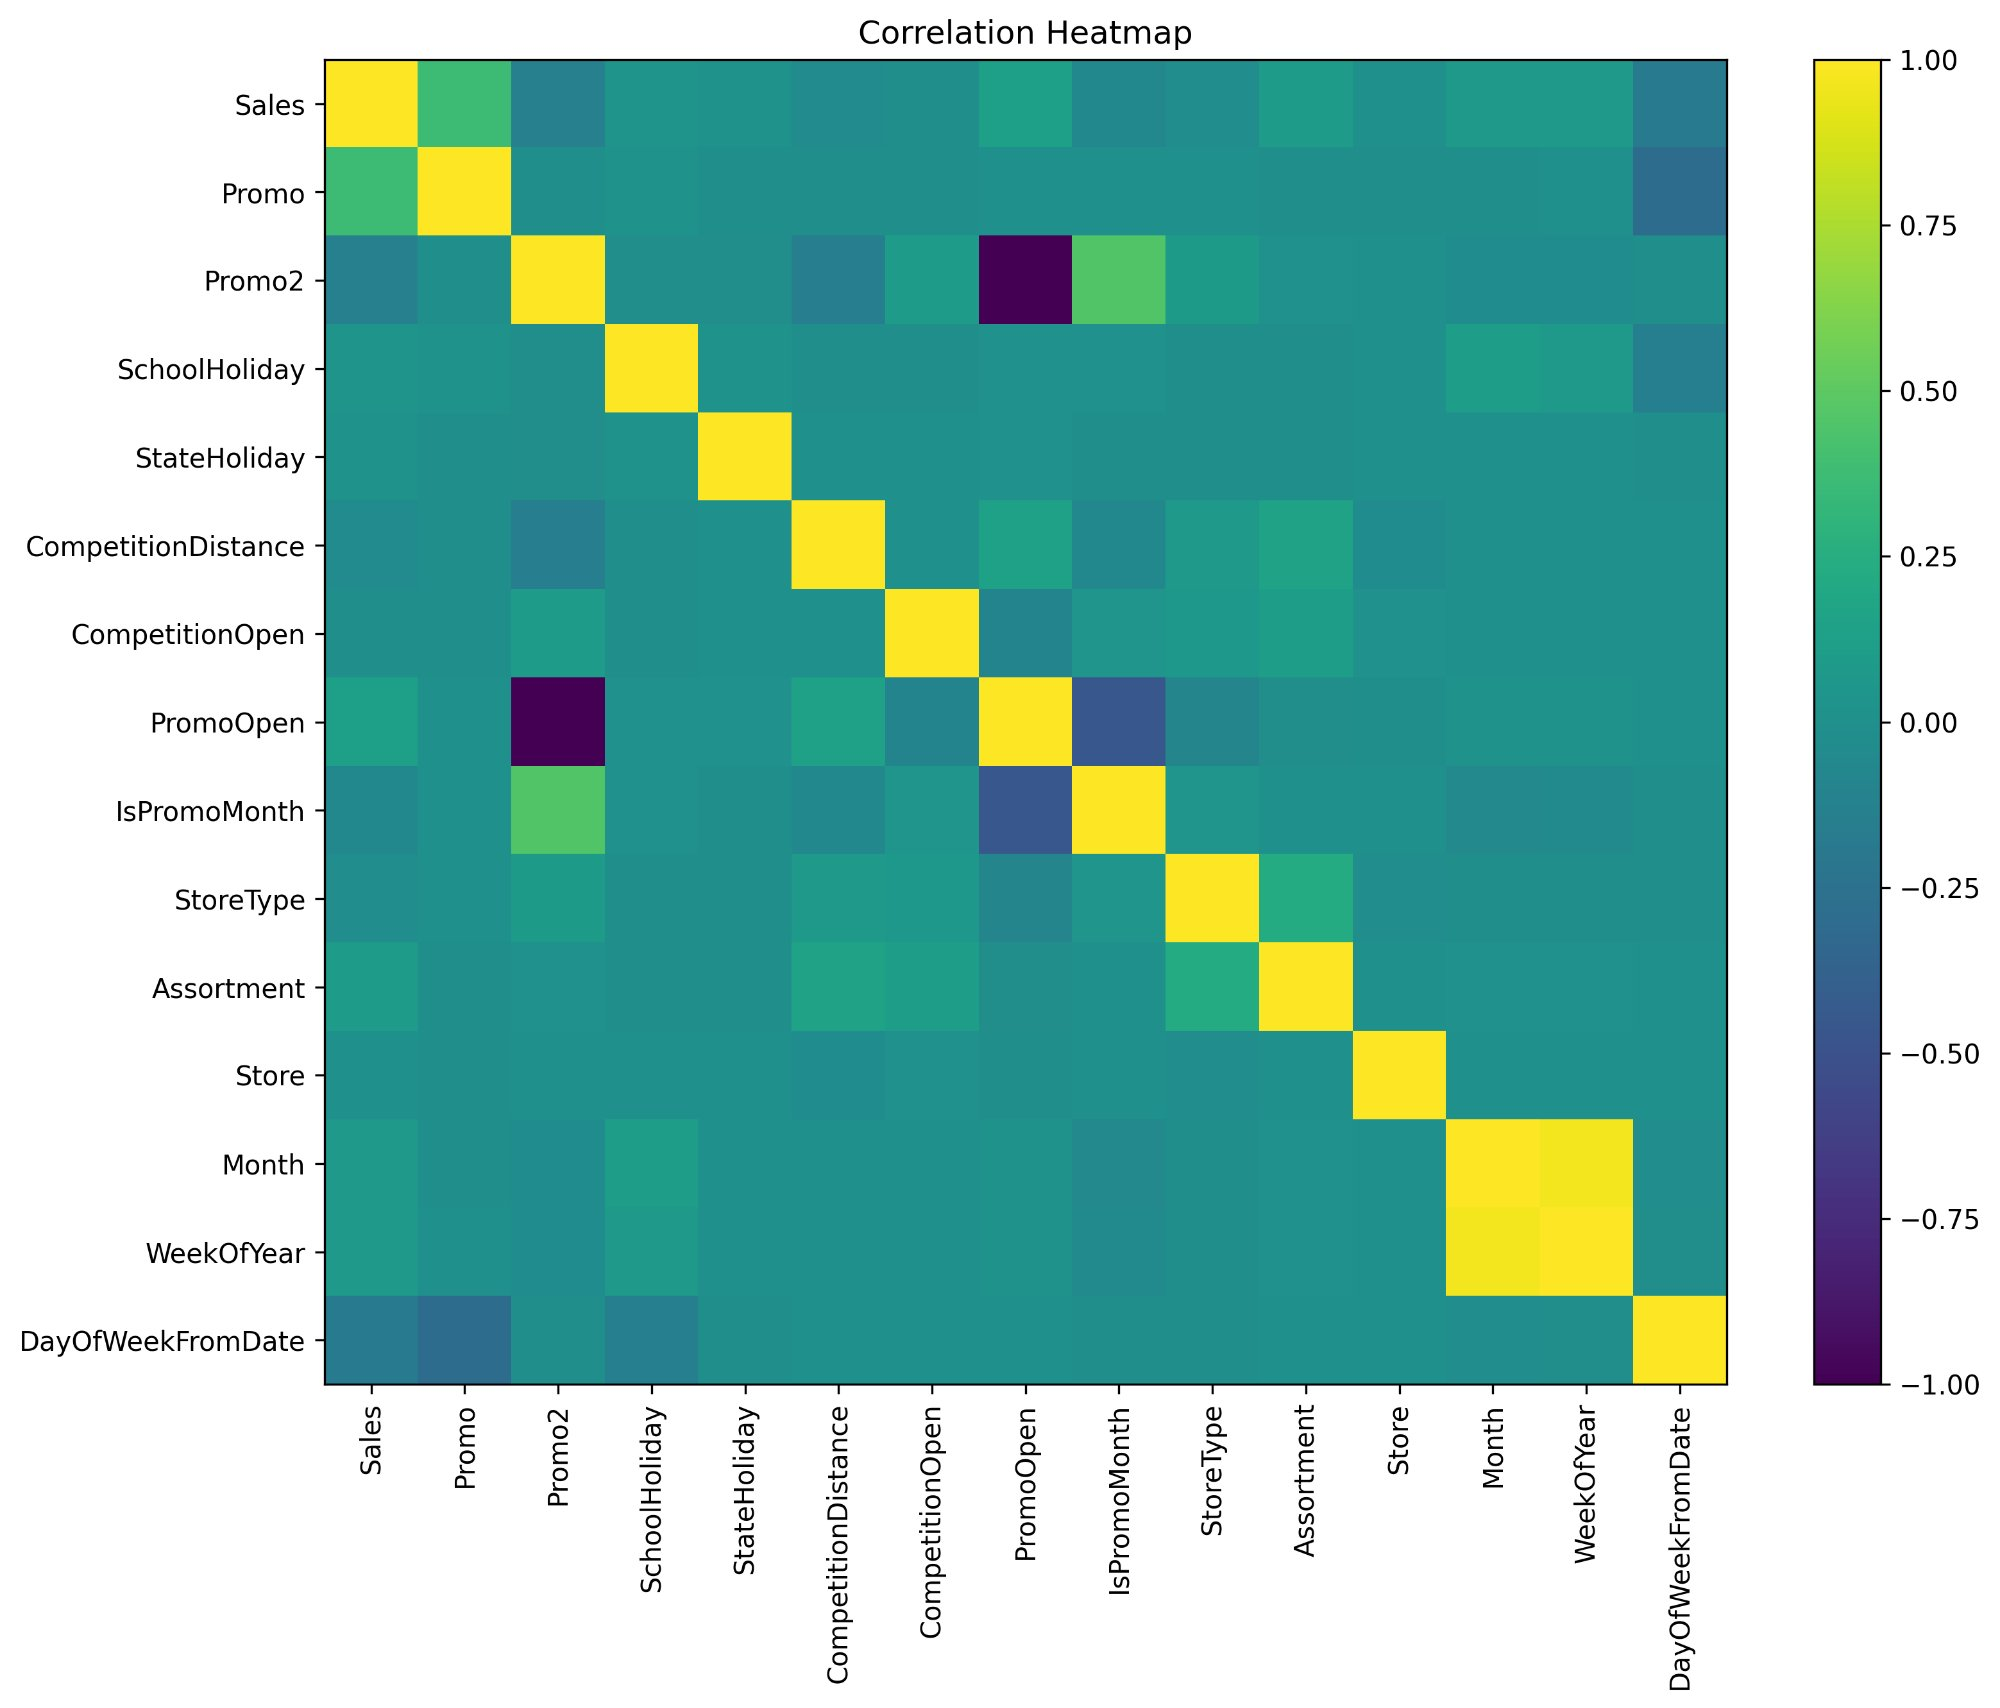 Correlation Heatmap
Sales
Promo
Promo2
SchoolHoliday
StateHoliday
CompetitionDistance
CompetitionOpen
PromoOpen
IsPromoMonth
StoreType
Assortment
Store
Month
WeekOfYear
DayOfWeekFromDate
Sales
Promo
Promo2
SchoolHoliday
StateHoliday
CompetitionDistance
CompetitionOpen
PromoOpen
IsPromoMonth
StoreType
Assortment
Store
Month
WeekOfYear
DayOfWeekFromDate
1.00
0.75
0.50
0.25
0.00
−0.25
−0.50
−0.75
−1.00